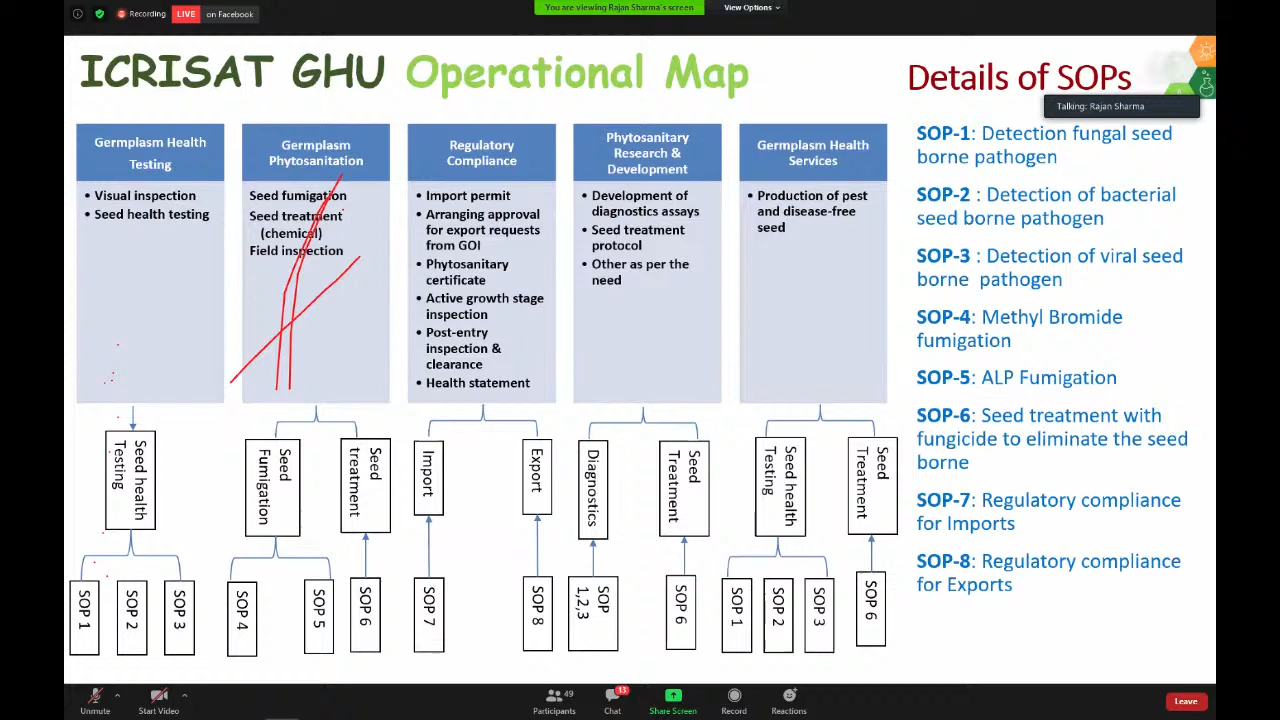 Recording
LIVE
on Facebook
You are viewing Rajan Sharma's screen
View Options
ICRISAT GHU Operational Map
Details of SOPs
Talking: Rajan Sharma
Germplasm Health
Testing
• Visual inspection
• Seed health testing
Germplasm
Phytosanitation
Seed fumigation
Seed treatment
(chemical)
Field inspection
Regulatory
Compliance
• Import permit
• Arranging approval
for export requests
from GOI
• Phytosanitary
certificate
• Active growth stage
inspection
• Post-entry
inspection &
clearance
• Health statement
Phytosanitary
Research &
Development
• Development of
diagnostics assays
• Seed treatment
protocol
• Other as per the
need
Germplasm Health
Services
• Production of pest
and disease-free
seed
Seed health
Testing
Seed
Fumigation
Seed
treatment
Import
Export
Diagnostics
Seed
Treatment
Seed health
Testing
Seed
Treatment
SOP 1
SOP 2
SOP 3
SOP 4
SOP 5
SOP 6
SOP 7
SOP 8
SOP
1,2,3
SOP 6
SOP 1
SOP 2
SOP 3
SOP 6
SOP-1: Detection fungal seed
borne pathogen
SOP-2 : Detection of bacterial
seed borne pathogen
SOP-3 : Detection of viral seed
borne pathogen
SOP-4: Methyl Bromide
fumigation
SOP-5: ALP Fumigation
SOP-6: Seed treatment with
fungicide to eliminate the seed
borne
SOP-7: Regulatory compliance
for Imports
SOP-8: Regulatory compliance
for Exports
Unmute
Start Video
49
Participants
13
Chat
Share Screen
Record
Reactions
Leave